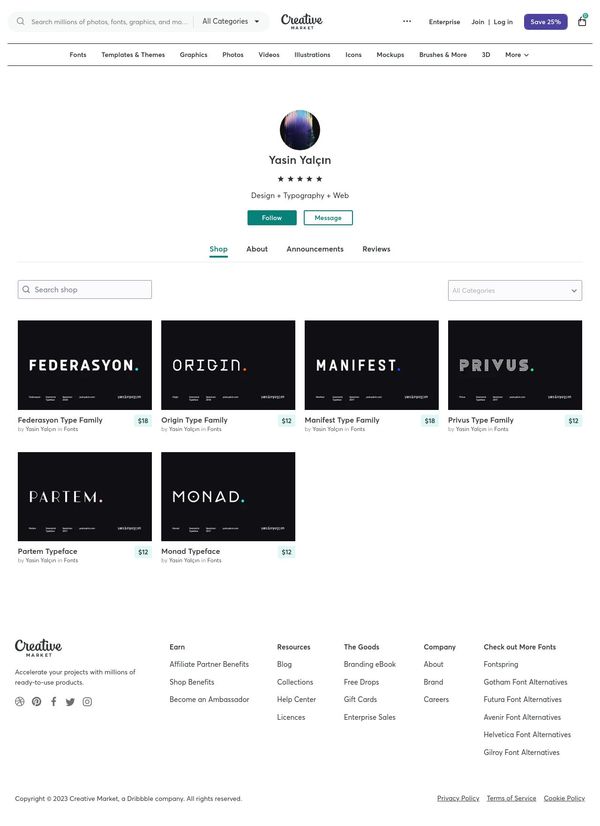 Search millions of photos, fonts, graphics, and mo...
All Categories
Creative
MARKET
Enterprise
Join | Log in
Save 25%
Fonts Templates & Themes Graphics Photos Videos Illustrations Icons Mockups Brushes & More 3D More
Yasin Yalçın
Design + Typography + Web
Follow Message
Shop About Announcements Reviews
Search shop
All Categories
FEDERASYON.
ORIGIN.
MANIFEST.
PRIVUS.
Federasyon Type Family $18
by Yasin Yalçın in Fonts
Origin Type Family $12
by Yasin Yalçın in Fonts
Manifest Type Family $18
by Yasin Yalçın in Fonts
Privus Type Family $12
by Yasin Yalçın in Fonts
PARTEM.
MONAD.
Partem Typeface $12
by Yasin Yalçın in Fonts
Monad Typeface $12
by Yasin Yalçın in Fonts
Creative
MARKET
Accelerate your projects with millions of
ready-to-use products.
Earn
Affiliate Partner Benefits
Shop Benefits
Become an Ambassador
Resources
Blog
Collections
Help Center
Licences
The Goods
Branding eBook
Free Drops
Gift Cards
Enterprise Sales
Company
About
Brand
Careers
Check out More Fonts
Fontspring
Gotham Font Alternatives
Futura Font Alternatives
Avenir Font Alternatives
Helvetica Font Alternatives
Gilroy Font Alternatives
Copyright © 2023 Creative Market, a Dribbble company. All rights reserved.
Privacy Policy Terms of Service Cookie Policy